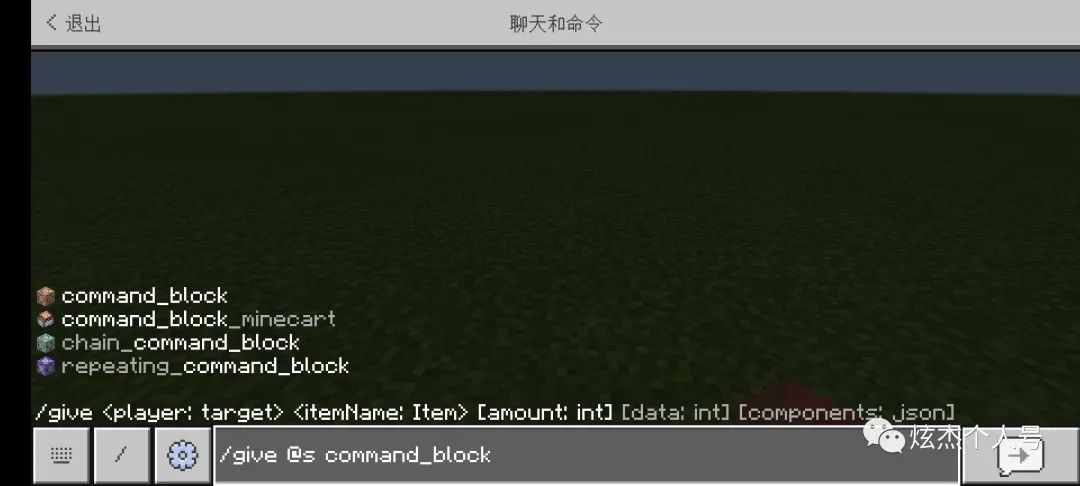 退出
聊天和命令
command_block
command_block_minecart
chain_command_block
repeating_command_block
/give <player: target> <itemName: Item> [amount: int] [data: int] [components: json]
炫杰个人号
/
/give @s command_block